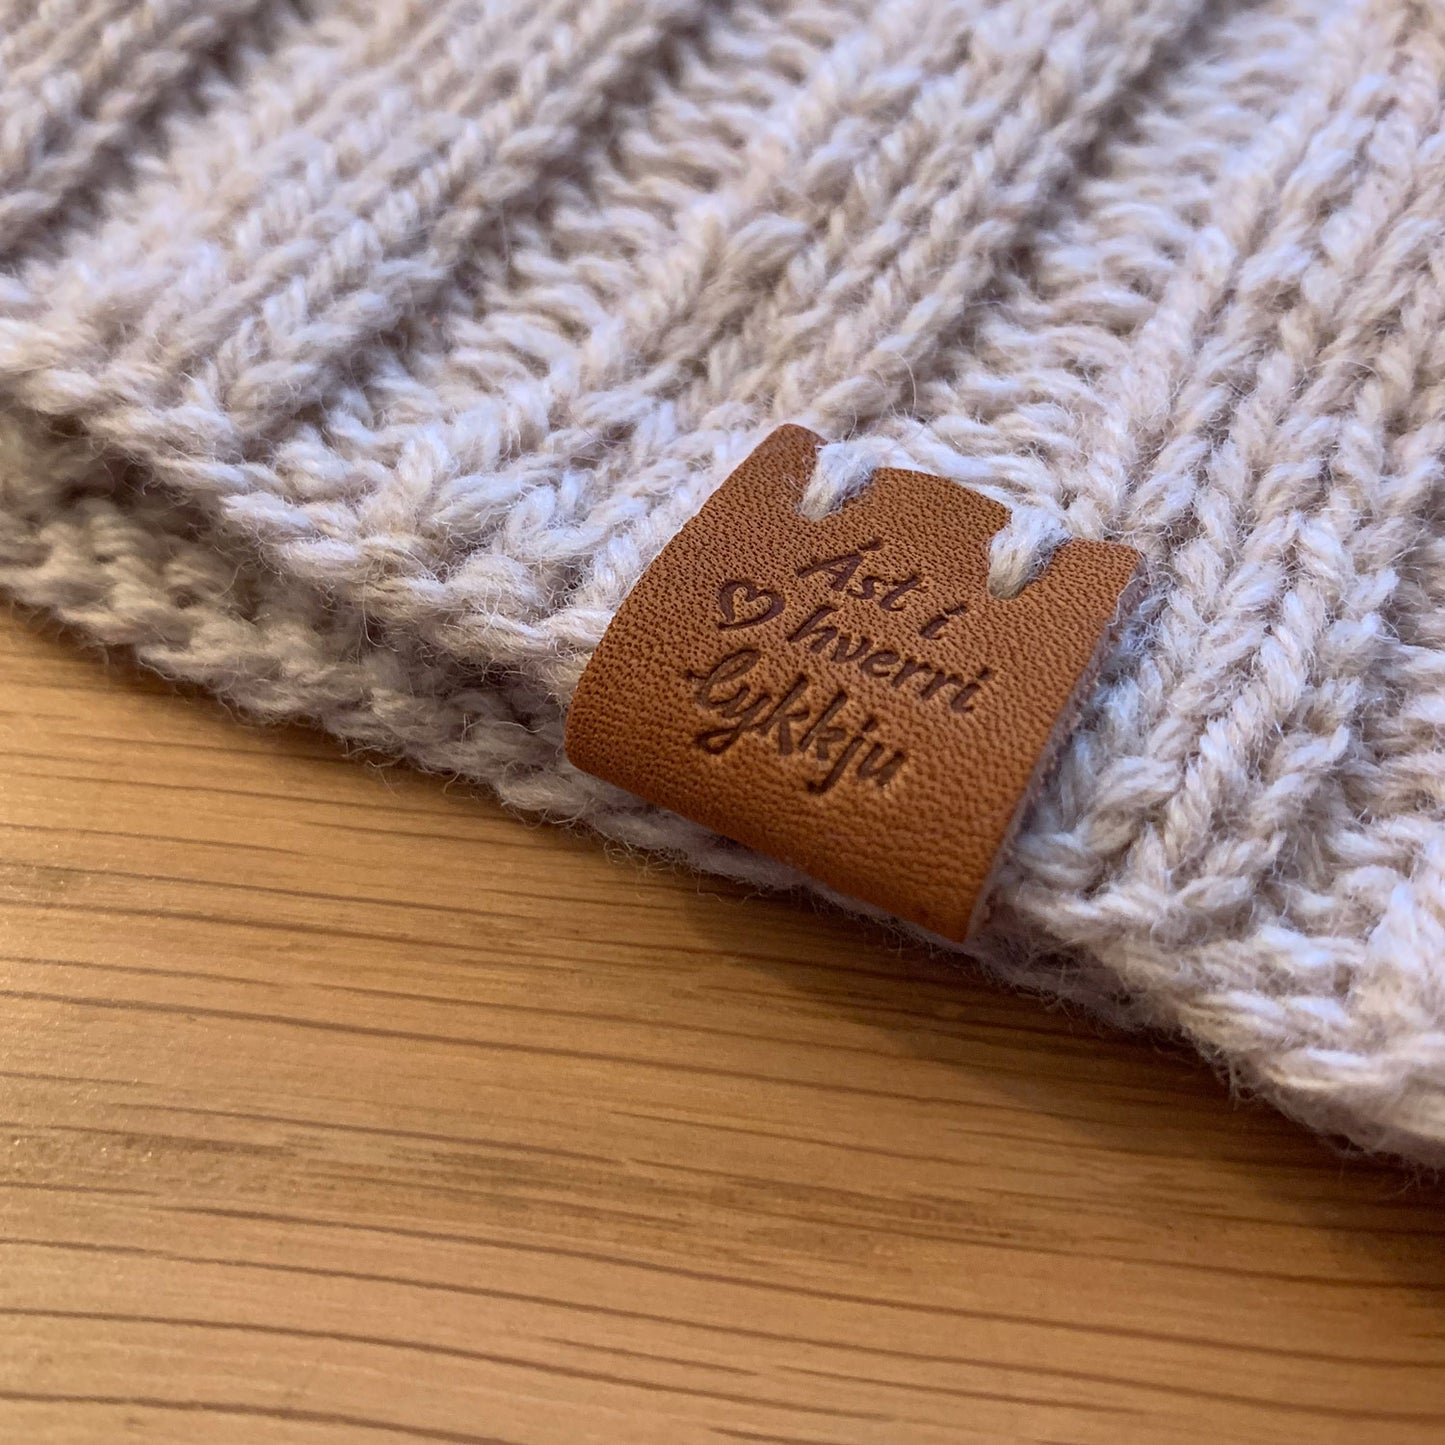 Ást í
hverri
lykkju